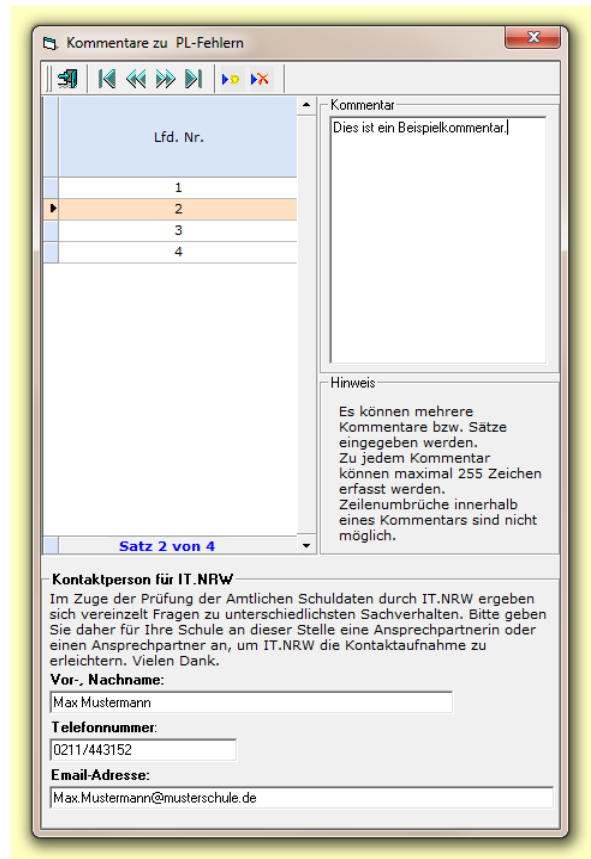 Kommentare zu PL-Fehlern
Lfd. Nr.
1
2
3
4
Satz 2 von 4
Kommentar
Dies ist ein Beispielkommentar.
Hinweis
Es können mehrere
Kommentare bzw. Sätze
eingegeben werden.
Zu jedem Kommentar
können maximal 255 Zeichen
erfasst werden.
Zeilenumbrüche innerhalb
eines Kommentars sind nicht
möglich.
Kontaktperson für IT.NRW
Im Zuge der Prüfung der Amtlichen Schuldaten durch IT.NRW ergeben
sich vereinzelt Fragen zu unterschiedlichsten Sachverhalten. Bitte geben
Sie daher für Ihre Schule an dieser Stelle eine Ansprechpartnerin oder
einen Ansprechpartner an, um IT.NRW die Kontaktaufnahme zu
erleichtern. Vielen Dank.
Vor-, Nachname:
Max Mustermann
Telefonnummer:
0211/443152
Email-Adresse:
Max.Mustermann@musterschule.de